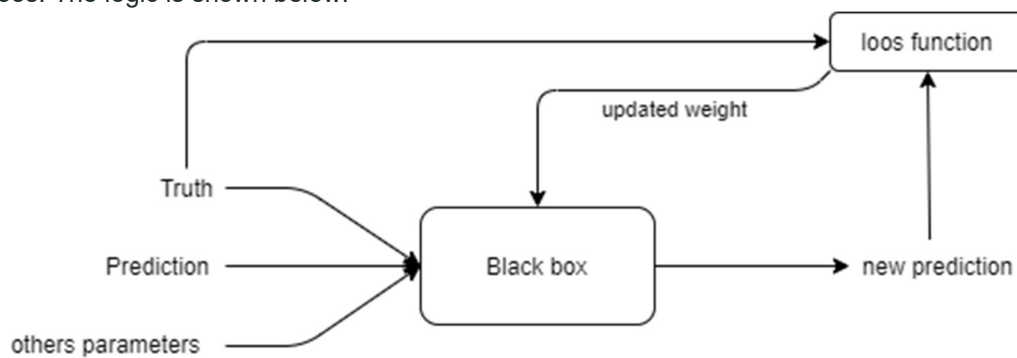 loos function
updated weight
Truth
Prediction
Black box
new prediction
others parameters